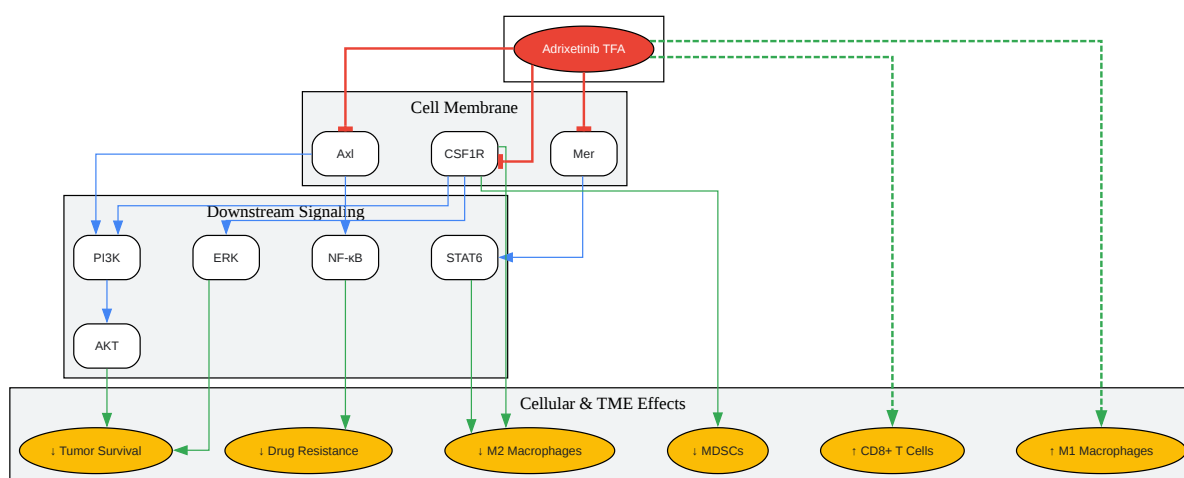 Adrixetinib TFA
Cell Membrane
Axl
CSF1R
Mer
Downstream Signaling
PI3K
ERK
NF-κB
STAT6
AKT
Cellular & TME Effects
↓ Tumor Survival
↓ Drug Resistance
↓ M2 Macrophages
↓ MDSCs
↑ CD8+ T Cells
↑ M1 Macrophages